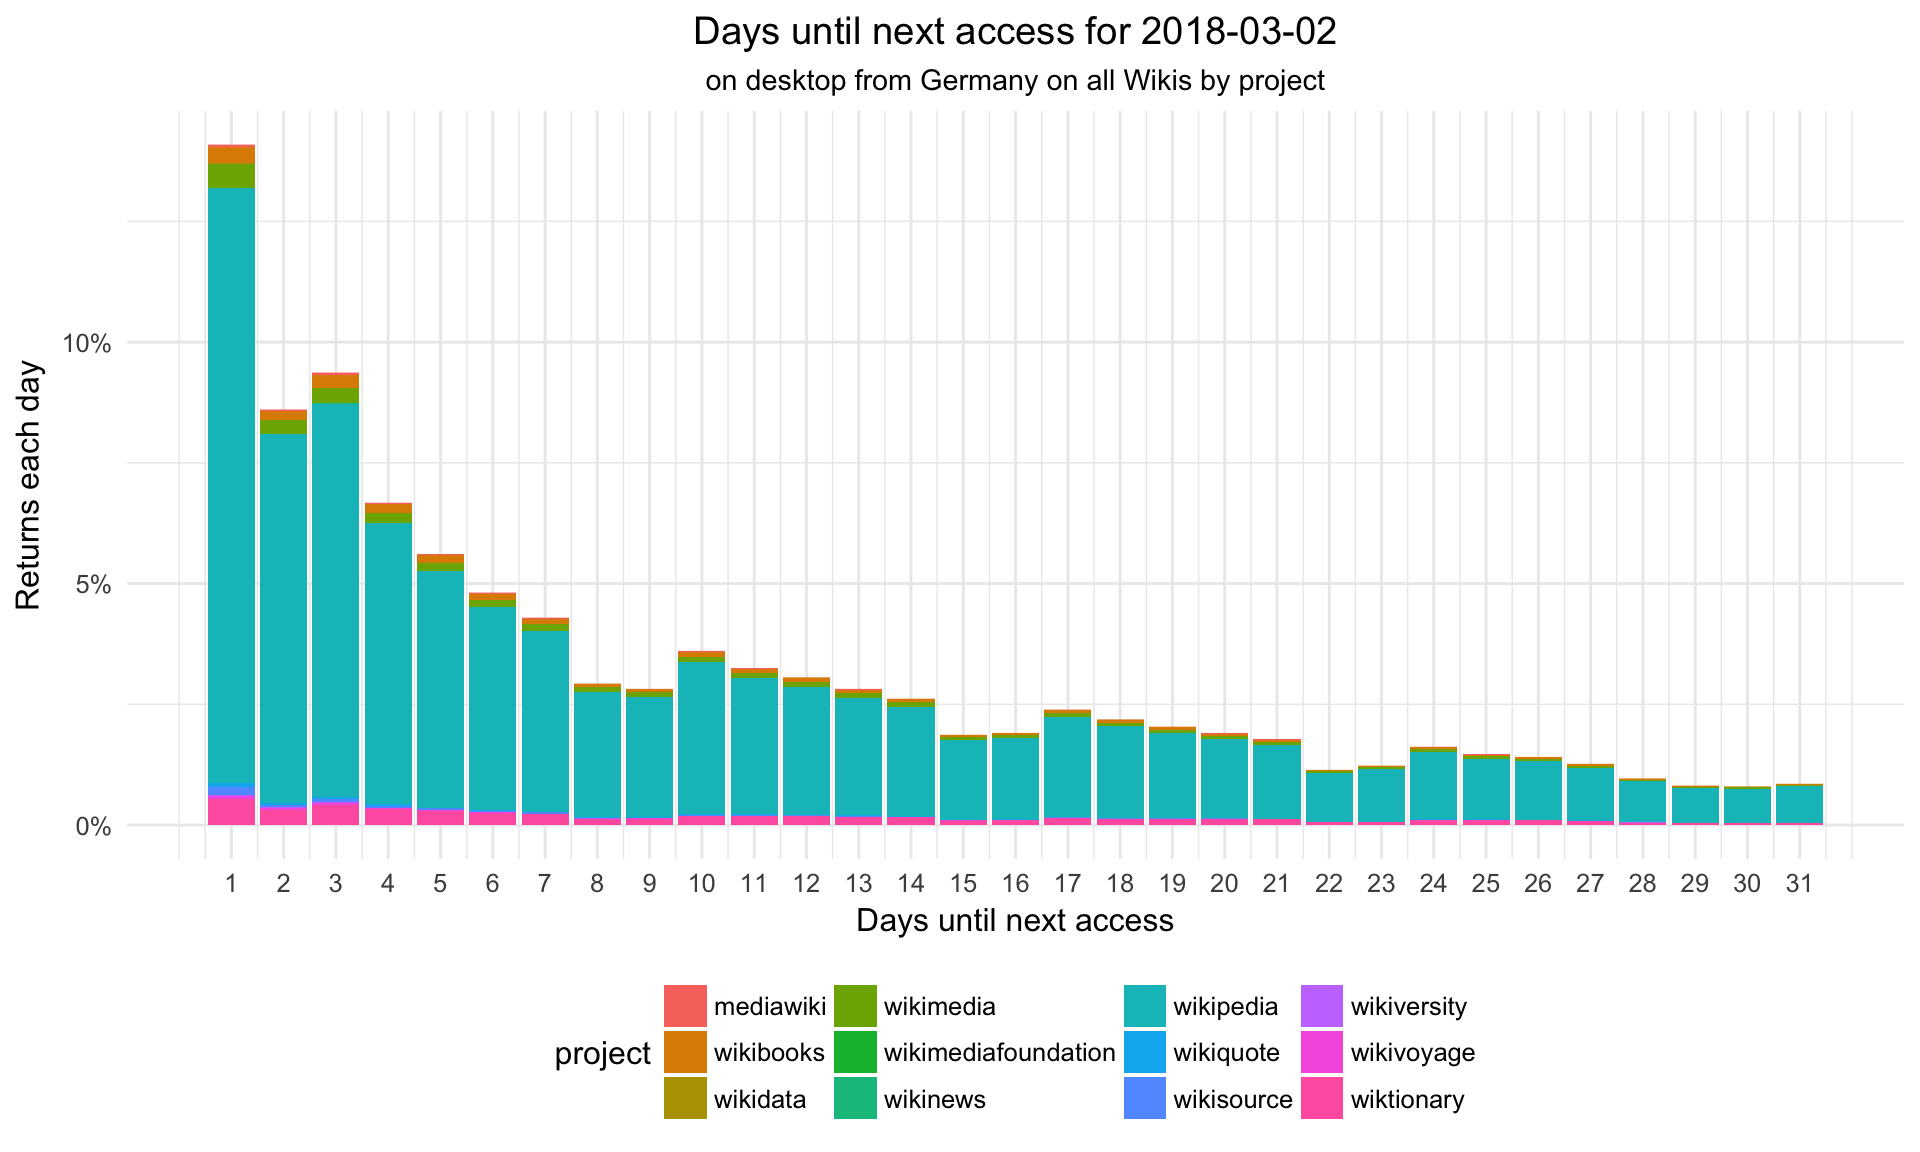 Days until next access for 2018-03-02
on desktop from Germany on all Wikis by project
Returns each day
10%
5%
0%
1 2 3 4 5 6 7 8 9 10 11 12 13 14 15 16 17 18 19 20 21 22 23 24 25 26 27 28 29 30 31
Days until next access
project
mediawiki wikimedia wikipedia wikiversity
wikibooks wikimediafoundation wikiquote wikivoyage
wikidata wikinews wikisource wiktionary